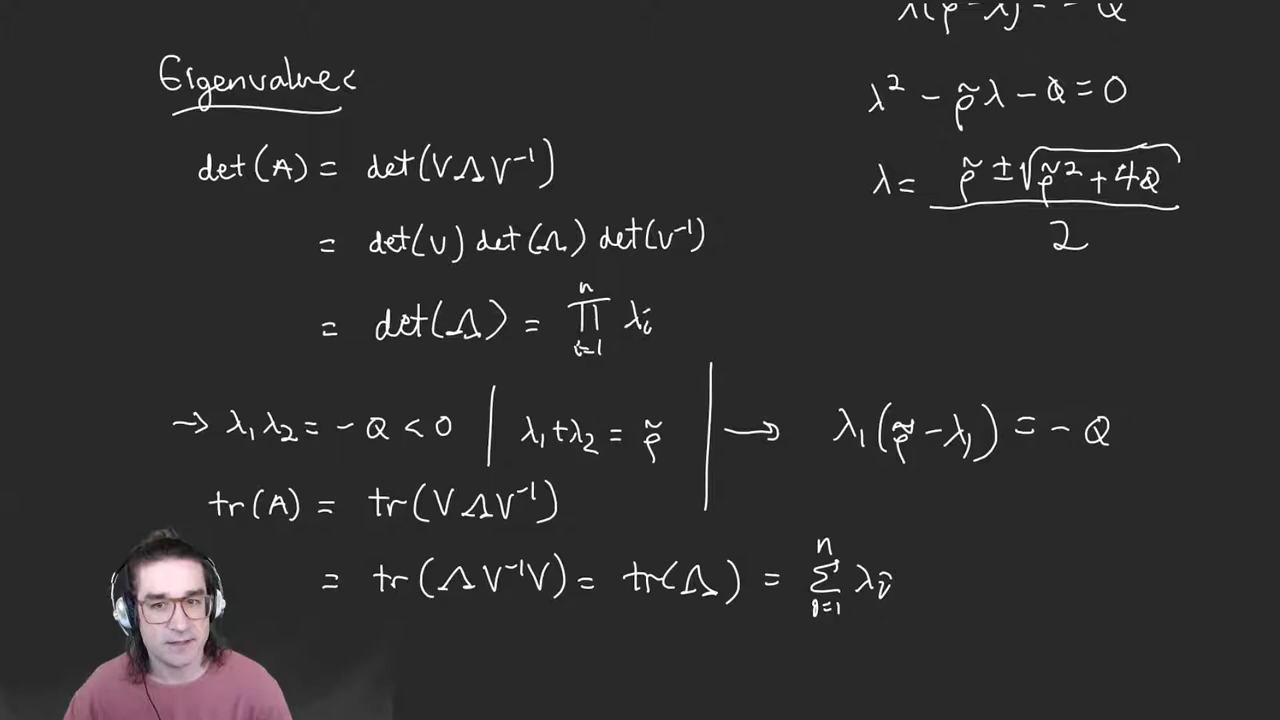 Eigenvalues
det(A) = det(VΛV⁻¹)
= det(V) det(Λ) det(V⁻¹)
= det(Λ) = ∏ᵢ₌₁ⁿ λᵢ
→ λ₁λ₂ = -Q < 0 | λ₁+λ₂ = ρ̃ | → λ₁(ρ̃-λ₁) = -Q
tr(A) = tr(VΛV⁻¹)
= tr(ΛV⁻¹V) = tr(Λ) = ∑ᵢ₌₁ⁿ λᵢ
λ² - ρ̃λ - Q = 0
λ = (ρ̃ ± √(ρ̃² + 4Q)) / 2